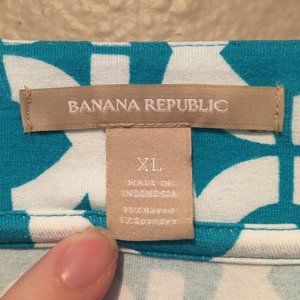 BANANA REPUBLIC
XL
MADE IN
INDONESIA
95% Rayon
5% Spandex